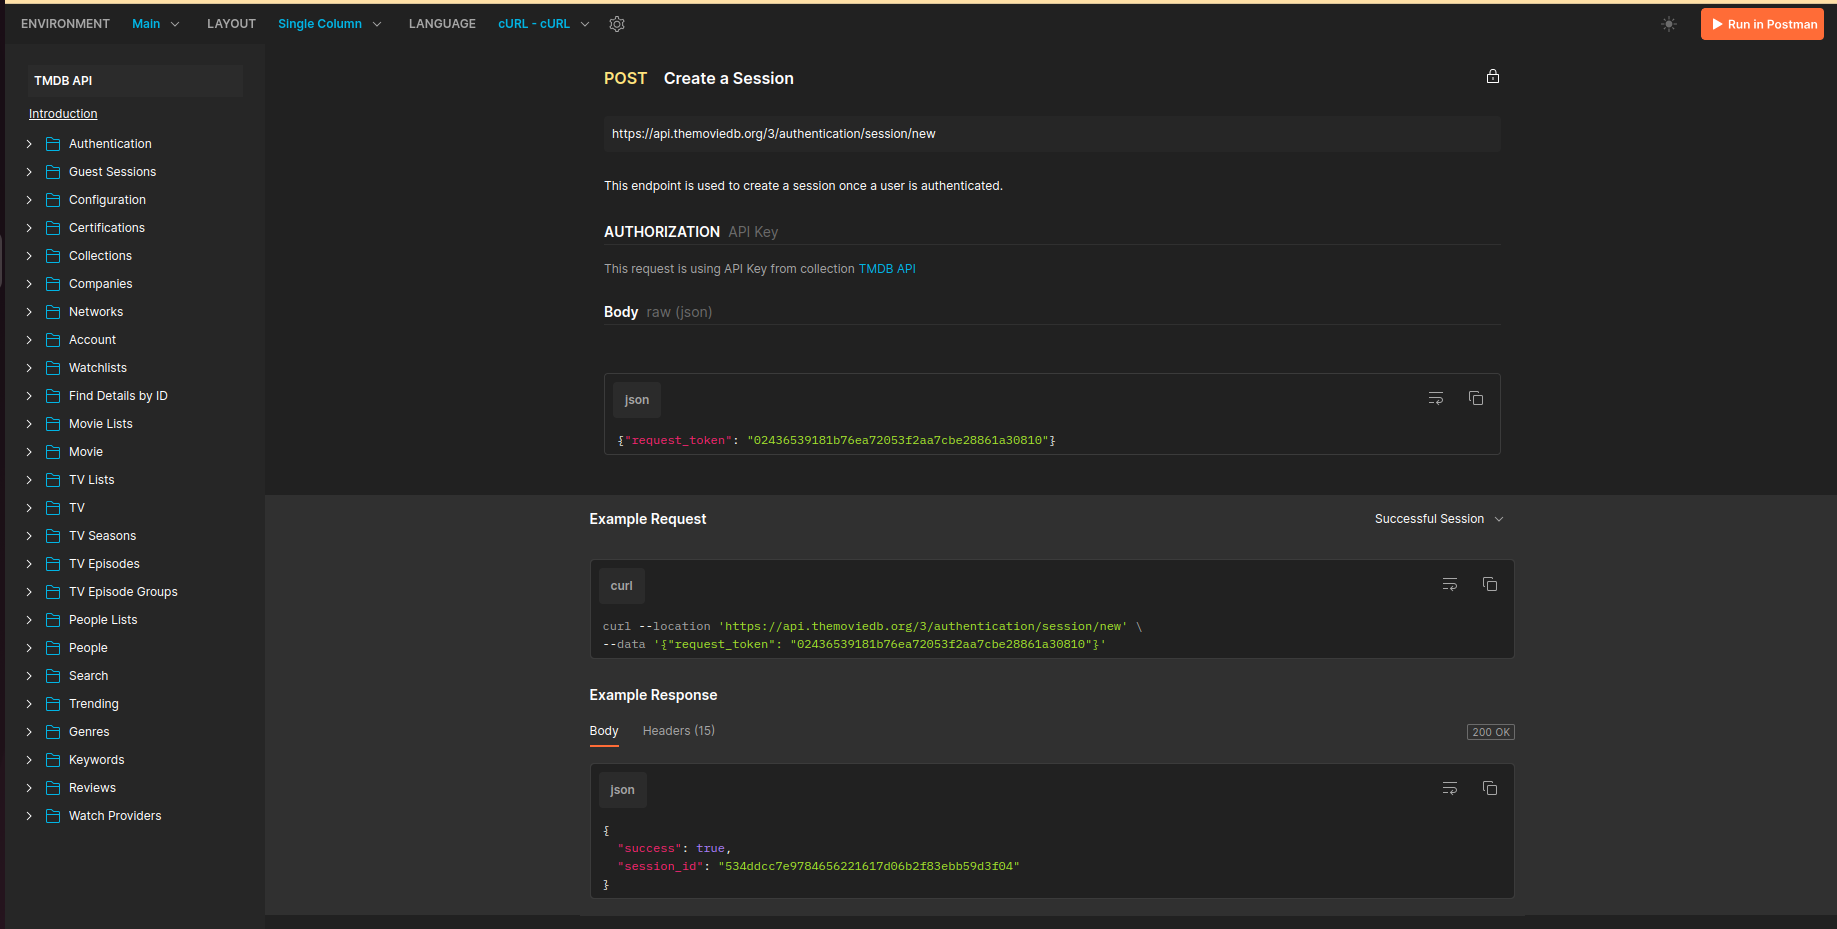 ENVIRONMENT Main LAYOUT Single Column LANGUAGE cURL - cURL Run in Postman
TMDB API
Introduction
Authentication
Guest Sessions
Configuration
Certifications
Collections
Companies
Networks
Account
Watchlists
Find Details by ID
Movie Lists
Movie
TV Lists
TV
TV Seasons
TV Episodes
TV Episode Groups
People Lists
People
Search
Trending
Genres
Keywords
Reviews
Watch Providers
POST Create a Session
https://api.themoviedb.org/3/authentication/session/new
This endpoint is used to create a session once a user is authenticated.
AUTHORIZATION API Key
This request is using API Key from collection TMDB API
Body raw (json)
json
{"request_token": "02436539181b76ea72053f2aa7cbe28861a30810"}
Example Request Successful Session
curl
curl --location 'https://api.themoviedb.org/3/authentication/session/new' \
--data '{"request_token": "02436539181b76ea72053f2aa7cbe28861a30810"}'
Example Response
Body Headers (15) 200 OK
json
{
"success": true,
"session_id": "534ddcc7e9784656221617d06b2f83ebb59d3f04"
}